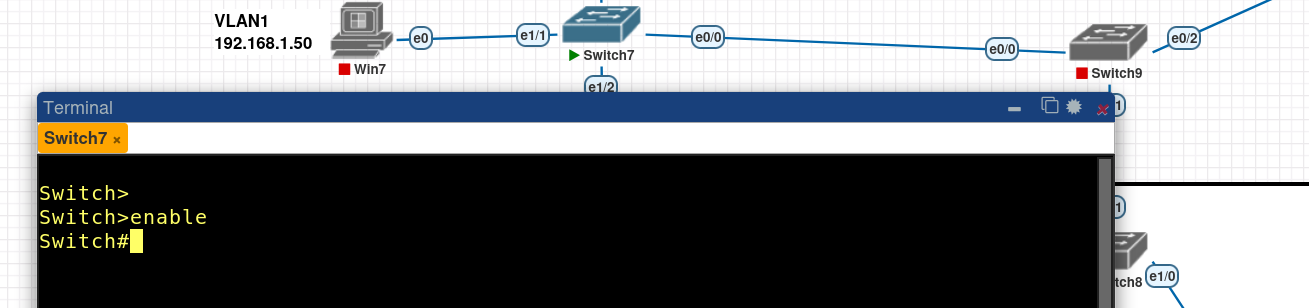 VLAN1
192.168.1.50
e0
e1/1
e0/0
e0/0
e0/2
Win7
Switch7
Switch9
e1/2
Terminal
1
Switch7 ×
Switch>
Switch>enable
Switch#
1
tch8
e1/0